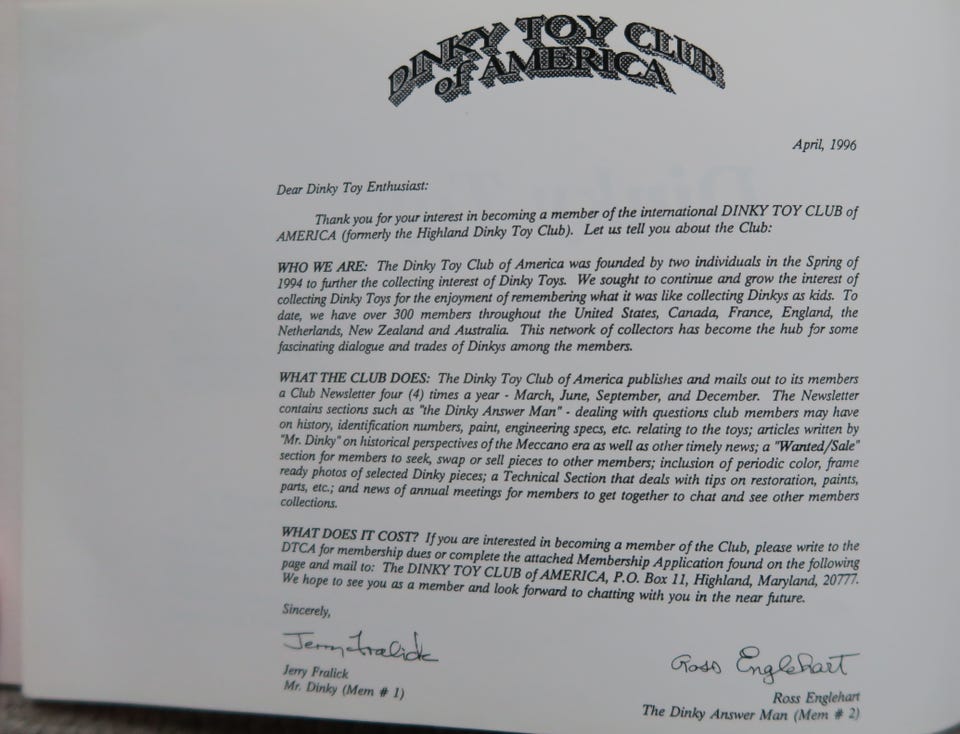 DINKY TOY CLUB
of AMERICA
April, 1996
Dear Dinky Toy Enthusiast:
Thank you for your interest in becoming a member of the international DINKY TOY CLUB of
AMERICA (formerly the Highland Dinky Toy Club). Let us tell you about the Club:
WHO WE ARE: The Dinky Toy Club of America was founded by two individuals in the Spring of
1994 to further the collecting interest of Dinky Toys. We sought to continue and grow the interest of
collecting Dinky Toys for the enjoyment of remembering what it was like collecting Dinkys as kids. To
date, we have over 300 members throughout the United States, Canada, France, England, the
Netherlands, New Zealand and Australia. This network of collectors has become the hub for some
fascinating dialogue and trades of Dinkys among the members.
WHAT THE CLUB DOES: The Dinky Toy Club of America publishes and mails out to its members
a Club Newsletter four (4) times a year - March, June, September, and December. The Newsletter
contains sections such as "the Dinky Answer Man" - dealing with questions club members may have
on history, identification numbers, paint, engineering specs, etc. relating to the toys; articles written by
"Mr. Dinky" on historical perspectives of the Meccano era as well as other timely news; a "Wanted/Sale"
section for members to seek, swap or sell pieces to other members; inclusion of periodic color, frame
ready photos of selected Dinky pieces; a Technical Section that deals with tips on restoration, paints,
parts, etc.; and news of annual meetings for members to get together to chat and see other members
collections.
WHAT DOES IT COST? If you are interested in becoming a member of the Club, please write to the
DTCA for membership dues or complete the attached Membership Application found on the following
page and mail to: The DINKY TOY CLUB of AMERICA, P.O. Box 11, Highland, Maryland, 20777.
We hope to see you as a member and look forward to chatting with you in the near future.
Sincerely,
Jerry Fralick
Ross Englehart
Jerry Fralick
Mr. Dinky (Mem # 1)
Ross Englehart
The Dinky Answer Man (Mem # 2)